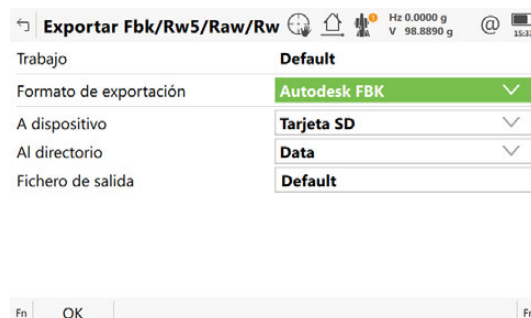 Exportar Fbk/Rw5/Raw/Rw
Hz 0.0000 g
V 98.8890 g
@
Trabajo Default
Formato de exportación Autodesk FBK
A dispositivo Tarjeta SD
Al directorio Data
Fichero de salida Default
Fn OK